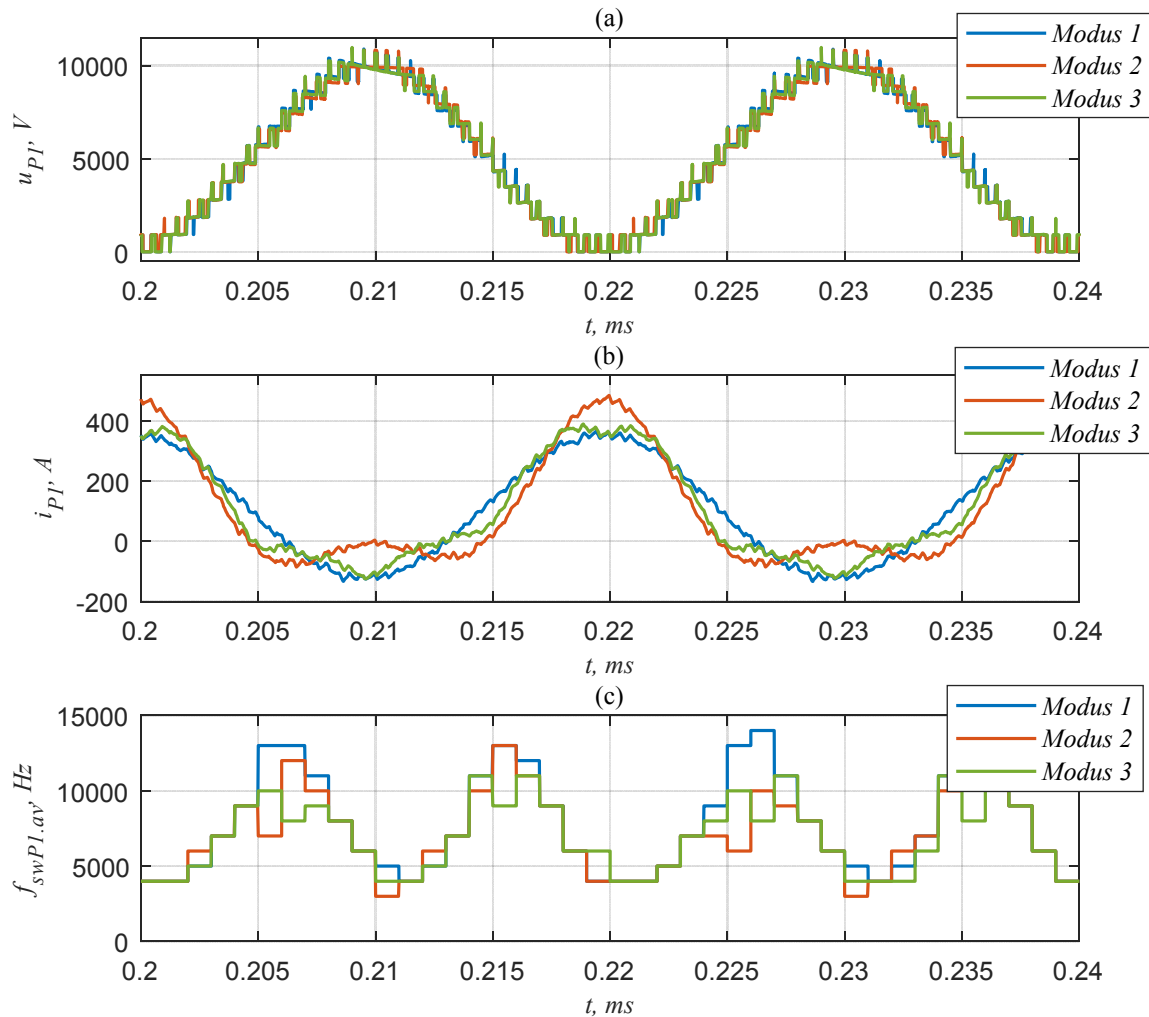 (a)
Modus 1
Modus 2
Modus 3
10000
5000
0
u_P1, V
0.2 0.205 0.21 0.215 0.22 0.225 0.23 0.235 0.24
t, ms
(b)
Modus 1
Modus 2
Modus 3
400
200
0
-200
i_P1, A
0.2 0.205 0.21 0.215 0.22 0.225 0.23 0.235 0.24
t, ms
(c)
Modus 1
Modus 2
Modus 3
15000
10000
5000
0
f_swP1.av, Hz
0.2 0.205 0.21 0.215 0.22 0.225 0.23 0.235 0.24
t, ms